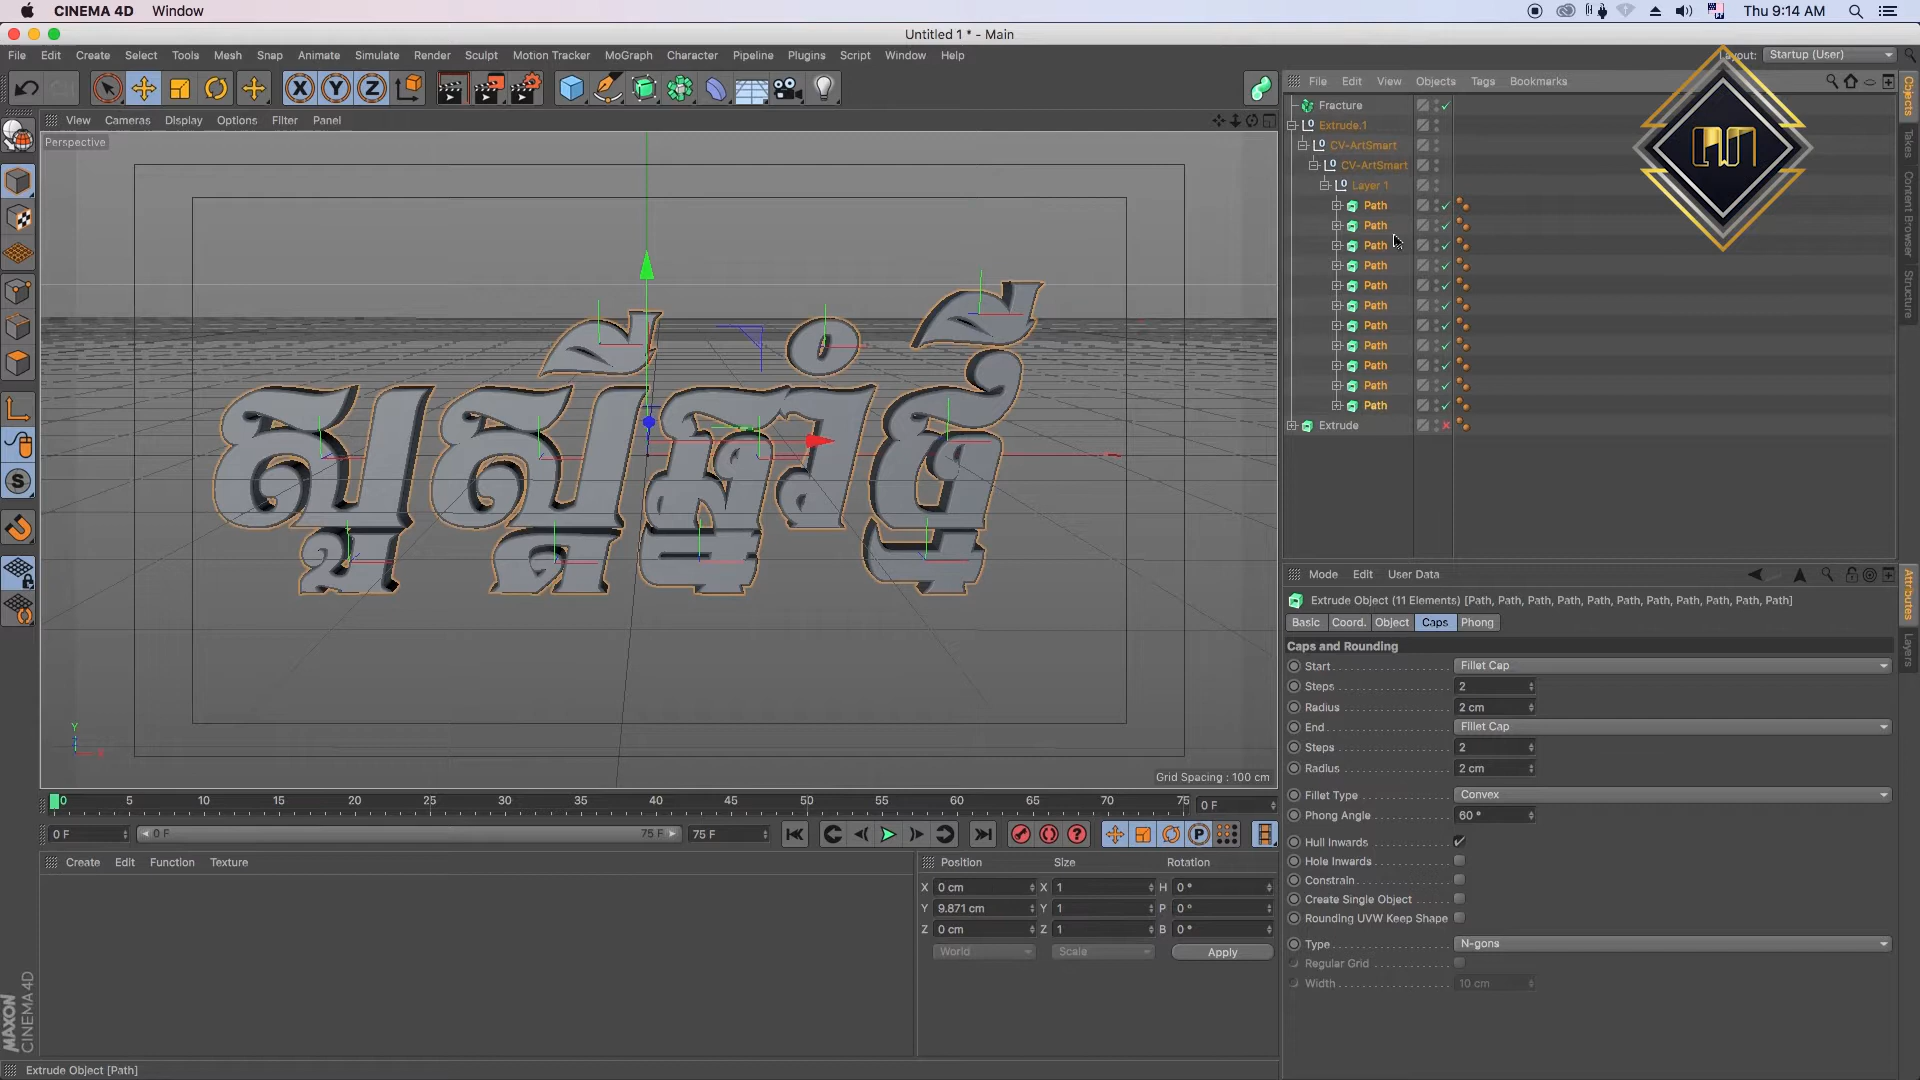 CINEMA 4D Window
Thu 9:14 AM
Untitled 1 * - Main
File Edit Create Select Tools Mesh Snap Animate Simulate Render Sculpt Motion Tracker MoGraph Character Pipeline Plugins Script Window Help
Layout: Startup (User)
File Edit View Objects Tags Bookmarks
View Cameras Display Options Filter Panel
Perspective
Fracture
Extrude.1
CV-ArtSmart
CV-ArtSmart
Layer 1
Path
Path
Path
Path
Path
Path
Path
Path
Path
Path
Path
Extrude
Objects
Takes
Content Browser
Structure
Grid Spacing : 100 cm
0 5 10 15 20 25 30 35 40 45 50 55 60 65 70 75 0 F
0 F 0 F 75 F 75 F
Create Edit Function Texture
Position Size Rotation
X 0 cm X 1 H 0 °
Y 9.871 cm Y 1 P 0 °
Z 0 cm Z 1 B 0 °
World Scale Apply
Mode Edit User Data
Extrude Object (11 Elements) [Path, Path, Path, Path, Path, Path, Path, Path, Path, Path, Path]
Basic Coord. Object Caps Phong
Caps and Rounding
Start Fillet Cap
Steps 2
Radius 2 cm
End Fillet Cap
Steps 2
Radius 2 cm
Fillet Type Convex
Phong Angle 60 °
Hull Inwards
Hole Inwards
Constrain
Create Single Object
Rounding UVW Keep Shape
Type N-gons
Regular Grid
Width 10 cm
Attributes
Layers
MAXON
CINEMA 4D
Extrude Object [Path]